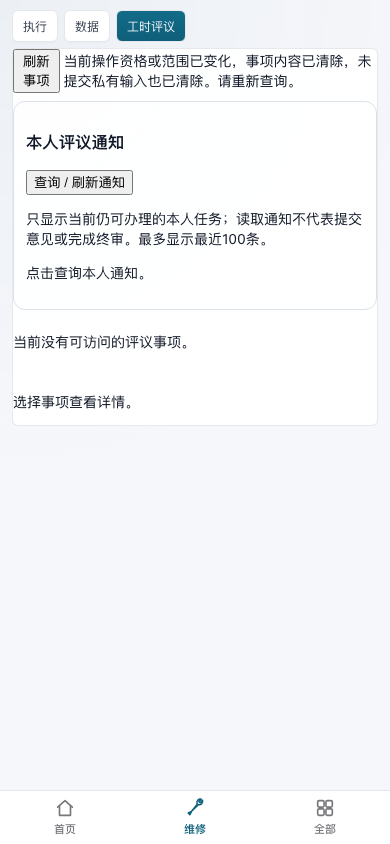 执行
数据
工时评议
刷新
事项
当前操作资格或范围已变化，事项内容已清除，未
提交私有输入也已清除。请重新查询。
本人评议通知
查询 / 刷新通知
只显示当前仍可办理的本人任务；读取通知不代表提交
意见或完成终审。最多显示最近100条。
点击查询本人通知。
当前没有可访问的评议事项。
选择事项查看详情。
首页
维修
全部